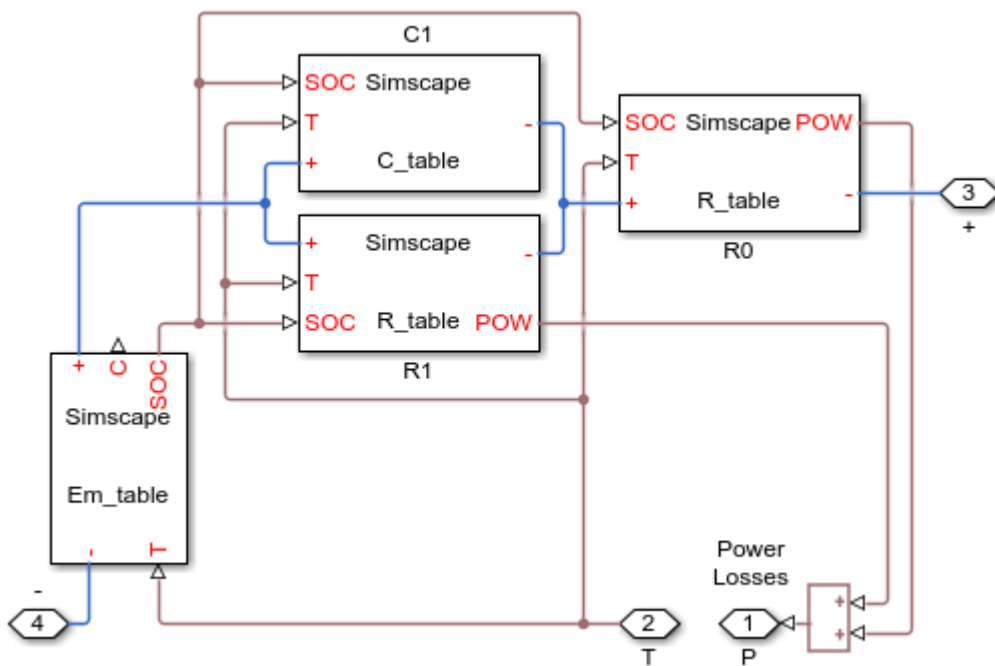 C1
SOC Simscape
T
C_table
+
-
SOC Simscape POW
T
+
R_table
-
R0
3
+
+
Simscape
-
T
SOC
R_table POW
R1
+
C
SOC
Simscape
Em_table
-
T
-
4
2
T
Power
Losses
1
P
+
+